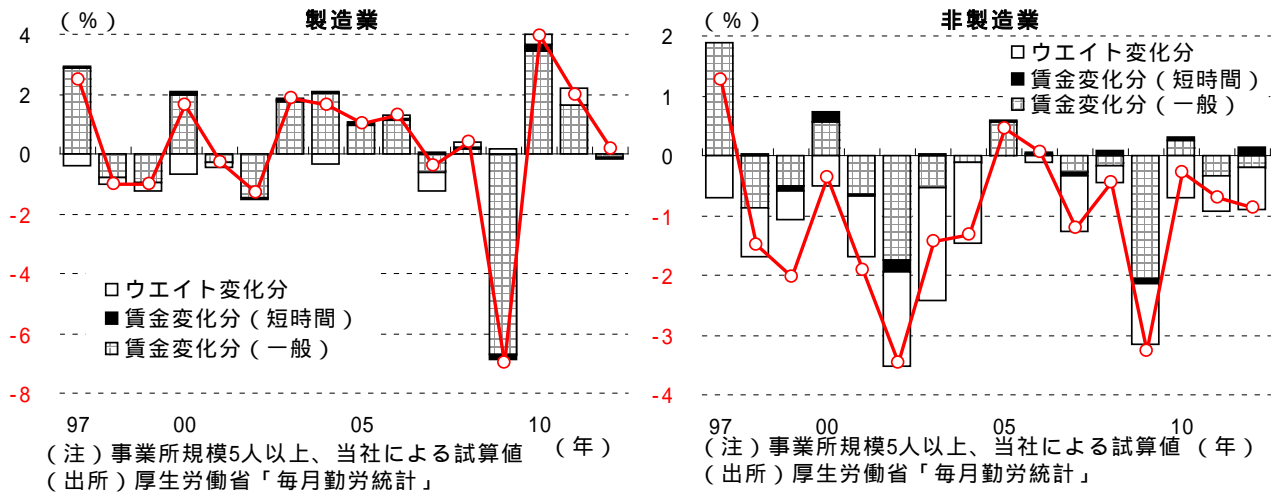 （％）
製造業
4
2
0
-2
-4
-6
-8
ウエイト変化分
賃金変化分（短時間）
賃金変化分（一般）
97
00
05
10
（年）
（注）事業所規模5人以上、当社による試算値
（出所）厚生労働省「毎月勤労統計」
（％）
非製造業
2
1
0
-1
-2
-3
-4
ウエイト変化分
賃金変化分（短時間）
賃金変化分（一般）
97
00
05
10
（注）事業所規模5人以上、当社による試算値（年）
（出所）厚生労働省「毎月勤労統計」